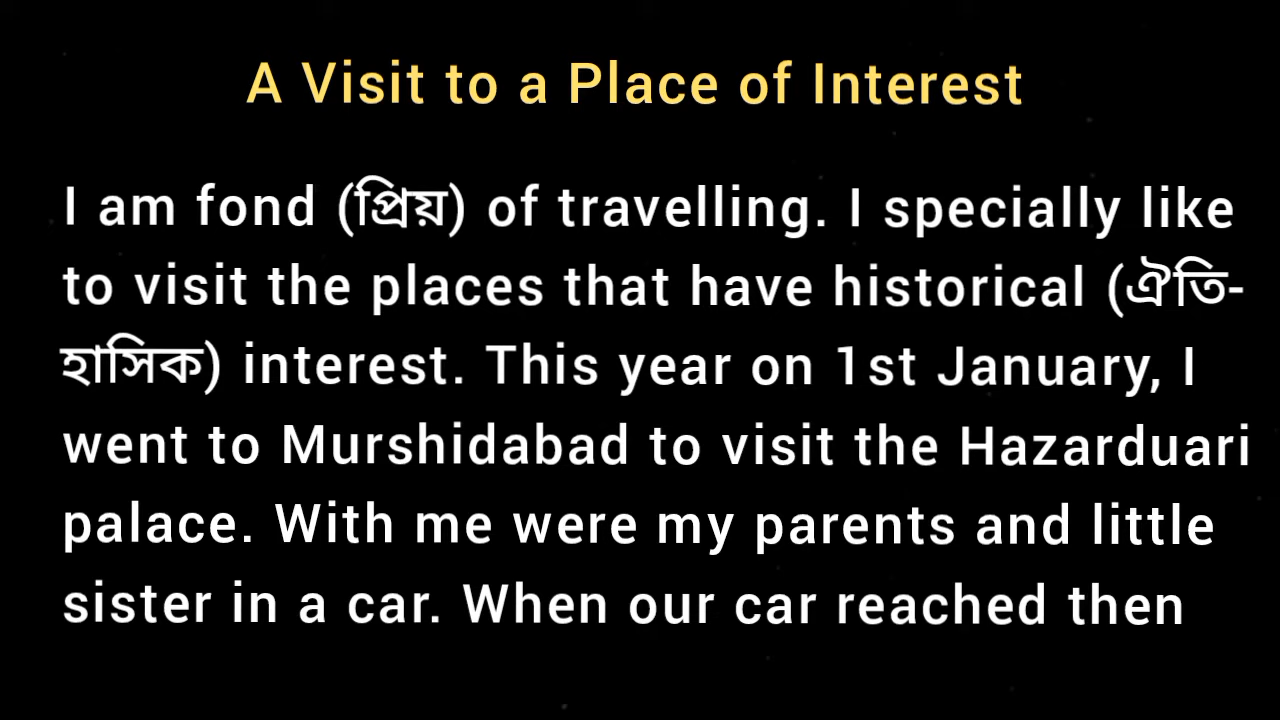 A Visit to a Place of Interest
I am fond (প্রিয়) of travelling. I specially like
to visit the places that have historical (ঐতি-
হাসিক) interest. This year on 1st January, I
went to Murshidabad to visit the Hazarduari
palace. With me were my parents and little
sister in a car. When our car reached then